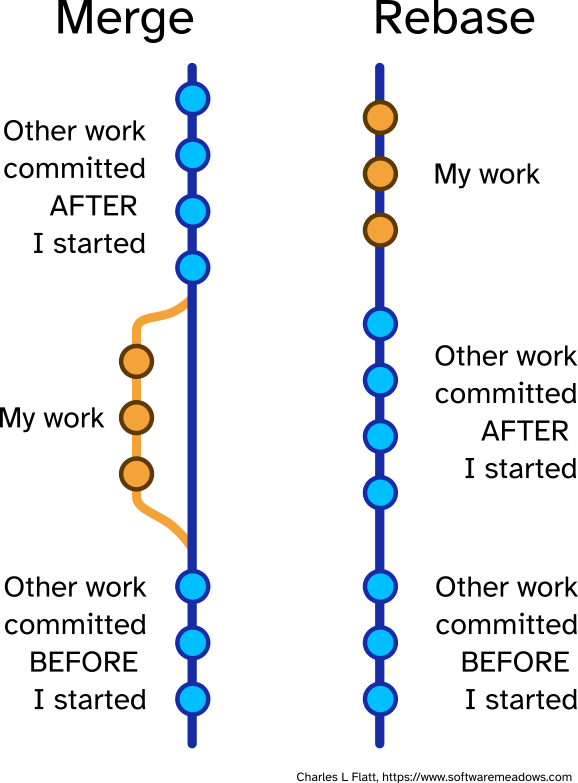 Merge
Other work
committed
AFTER
I started
My work
Other work
committed
BEFORE
I started
Rebase
My work
Other work
committed
AFTER
I started
Other work
committed
BEFORE
I started
Charles L Flatt, https://www.softwaremeadows.com